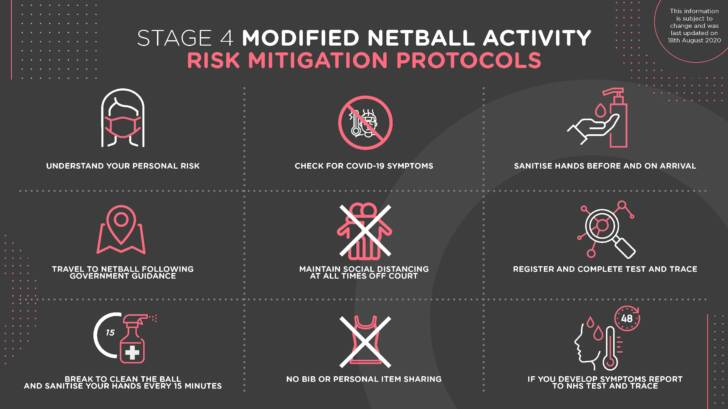 This information
is subject to
change and was
last updated on
18th August 2020
STAGE 4 MODIFIED NETBALL ACTIVITY
RISK MITIGATION PROTOCOLS
UNDERSTAND YOUR PERSONAL RISK
CHECK FOR COVID-19 SYMPTOMS
SANITISE HANDS BEFORE AND ON ARRIVAL
TRAVEL TO NETBALL FOLLOWING
GOVERNMENT GUIDANCE
MAINTAIN SOCIAL DISTANCING
AT ALL TIMES OFF COURT
REGISTER AND COMPLETE TEST AND TRACE
15
BREAK TO CLEAN THE BALL
AND SANITISE YOUR HANDS EVERY 15 MINUTES
NO BIB OR PERSONAL ITEM SHARING
48
IF YOU DEVELOP SYMPTOMS REPORT
TO NHS TEST AND TRACE